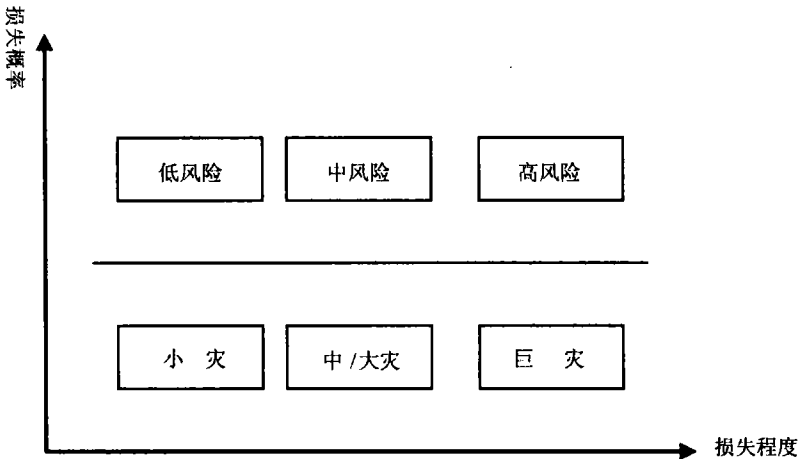 损失概率
低风险
中风险
高风险
小 灾
中/大灾
巨 灾
损失程度